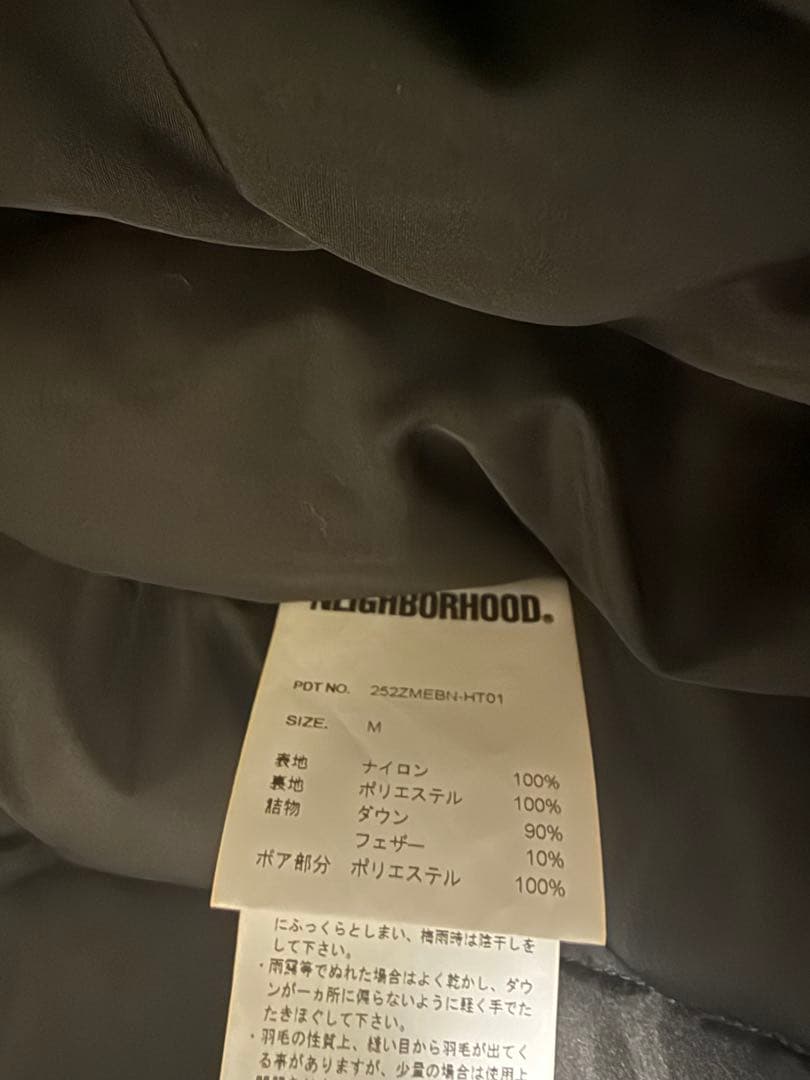 NEIGHBORHOOD®
PDT NO. 252ZMEBN-HT01
SIZE. M
表地 ナイロン 100%
裏地 ポリエステル 100%
詰物 ダウン 90%
フェザー 10%
ボア部分 ポリエステル 100%
にふっくらとしまい、梅雨時は陰干しを
して下さい。
・雨露等でぬれた場合はよく乾かし、ダウ
ンが一ヵ所に偏らないように軽く手でた
たきほぐして下さい。
・羽毛の性質上、縫い目から羽毛が出てく
る事がありますが、少量の場合は使用上